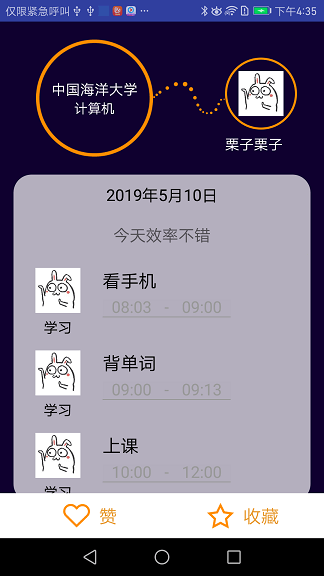 仅限紧急呼叫 ··· 下午4:35
中国海洋大学
计算机
栗子栗子
2019年5月10日
今天效率不错
看手机
08:03 - 09:00
学习
背单词
09:00 - 09:13
学习
上课
10:00 - 12:00
学习
赞 收藏